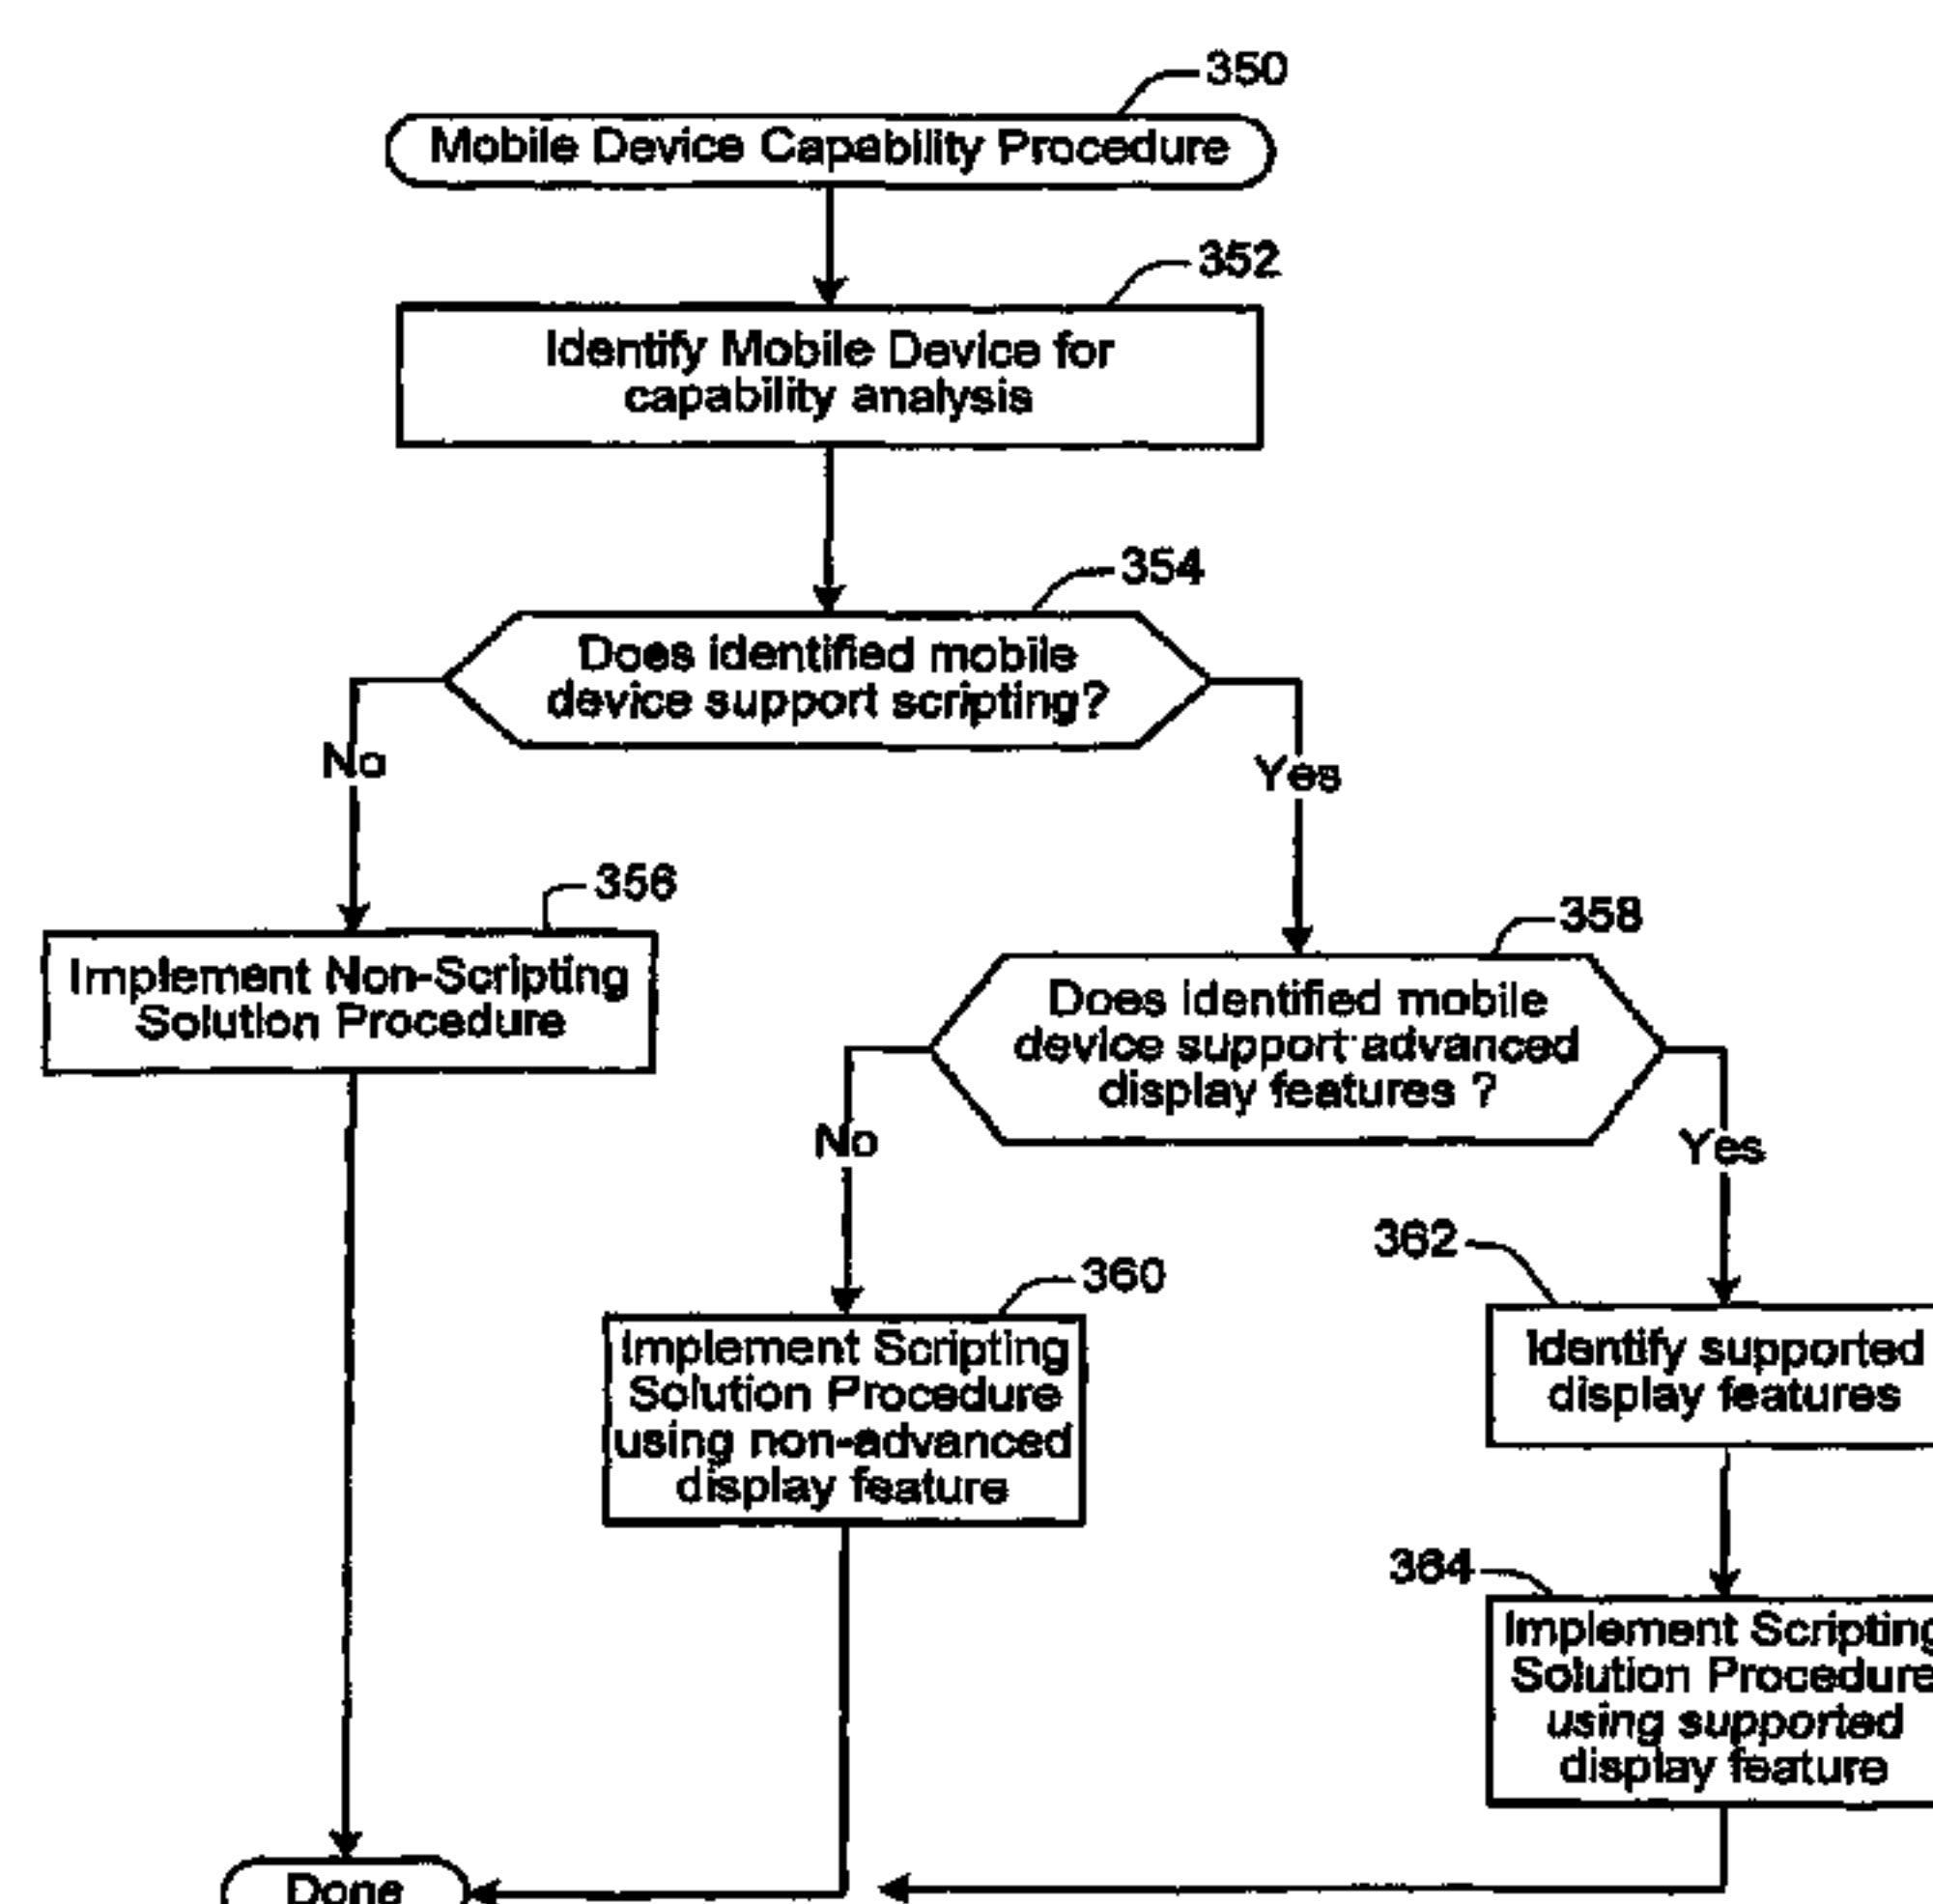 350
Mobile Device Capability Procedure
352
Identify Mobile Device for
capability analysis
354
Does identified mobile
device support scripting?
No
Yes
356
Implement Non-Scripting
Solution Procedure
358
Does identified mobile
device support advanced
display features ?
No
Yes
360
Implement Scripting
Solution Procedure
using non-advanced
display feature
362
Identify supported
display features
364
Implement Scripting
Solution Procedure
using supported
display feature
Done